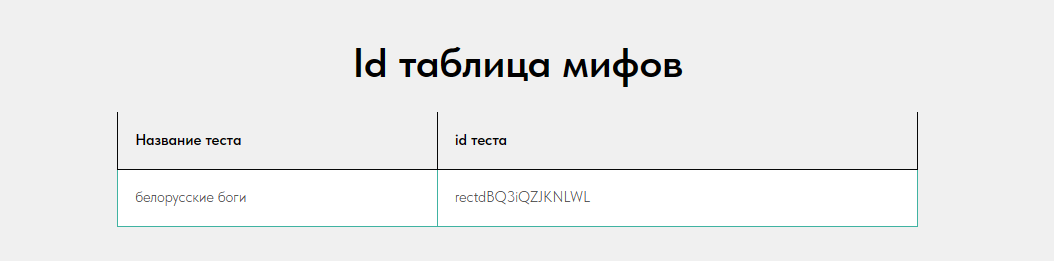 Id таблица мифов
Название теста id теста
белорусские боги rectdBQ3iQZJKNLWL